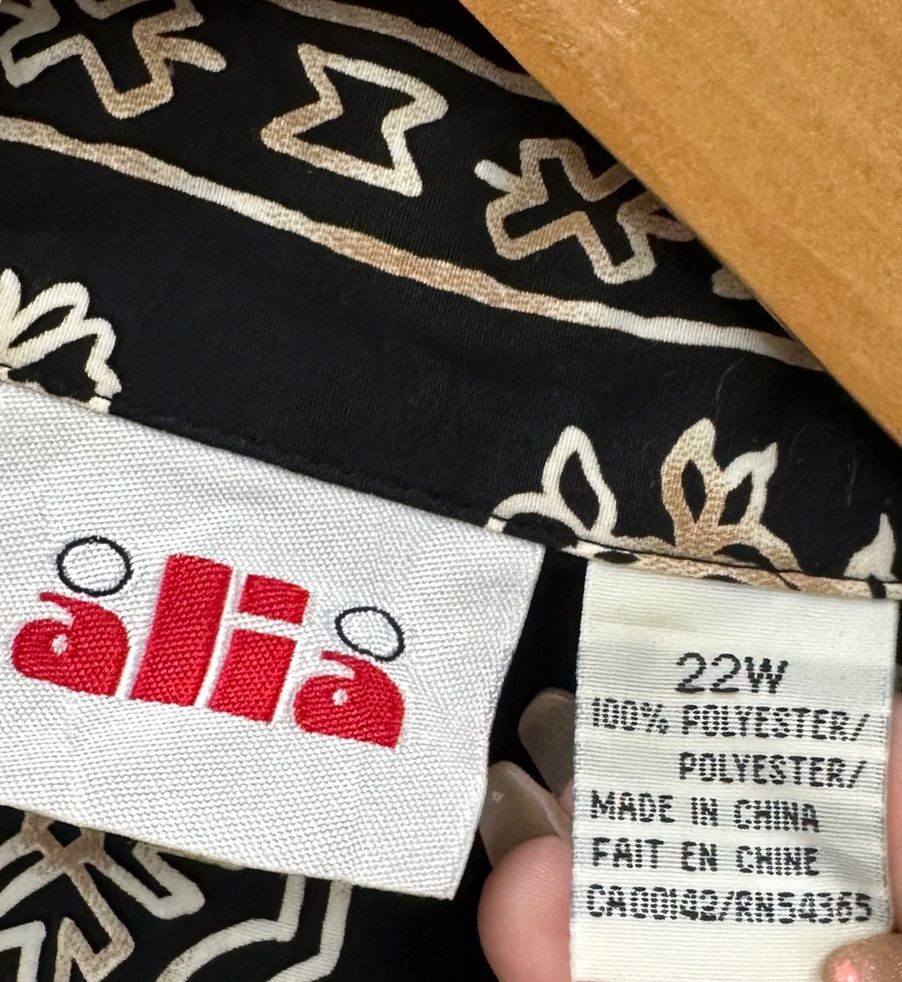 alia
22W
100% POLYESTER/
POLYESTER/
MADE IN CHINA
FAIT EN CHINE
CA00142/RN54365